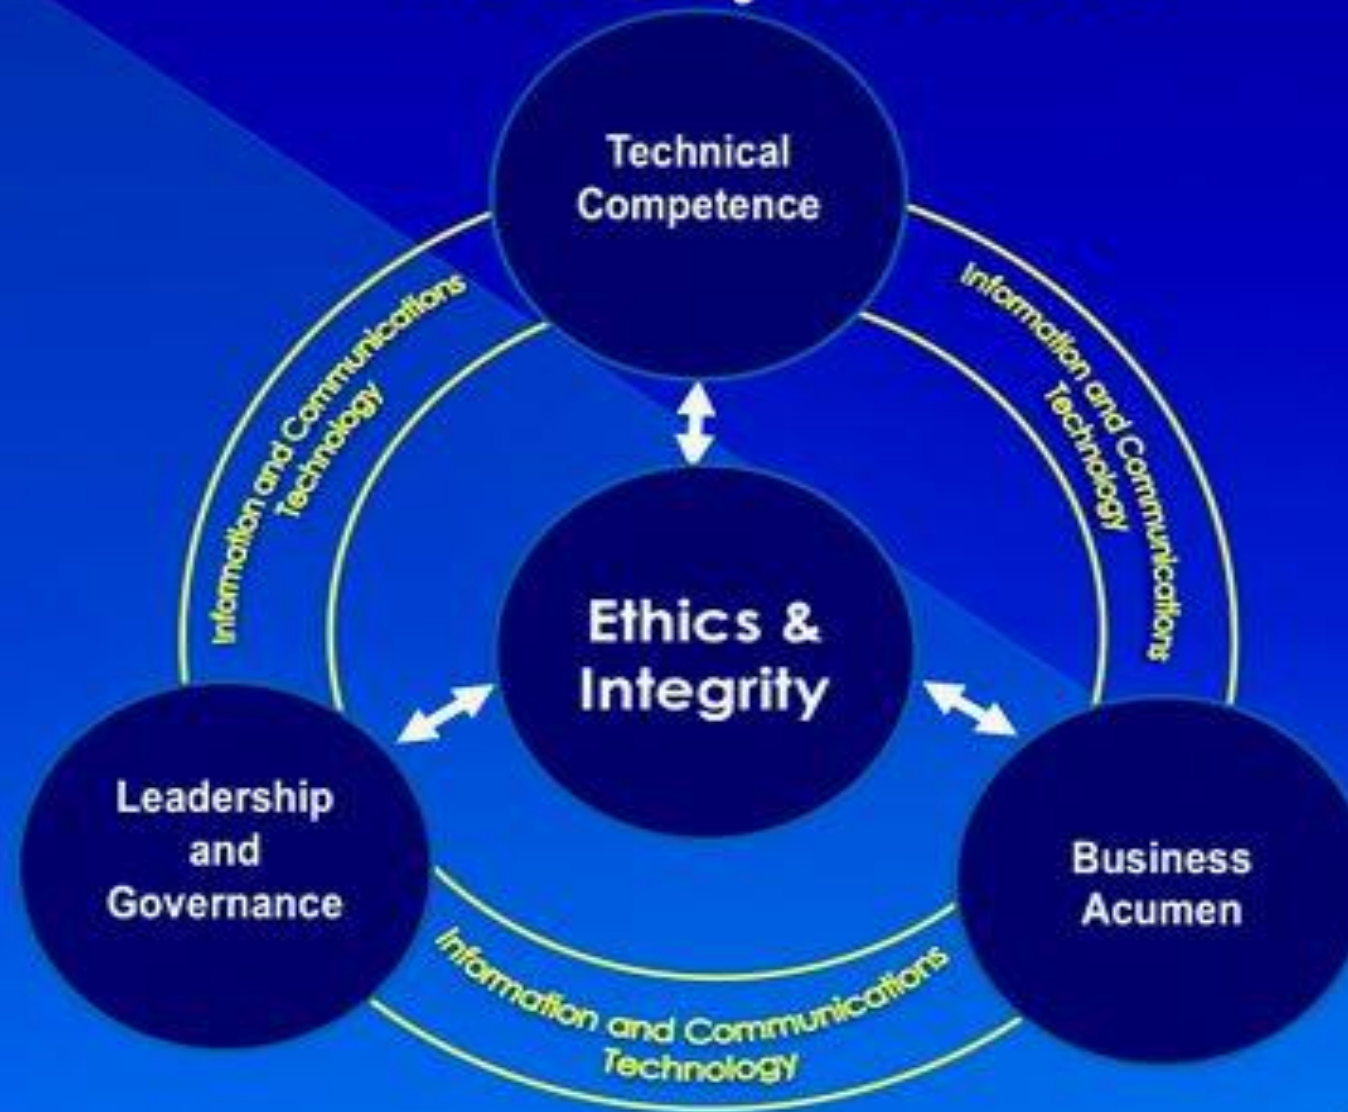 Technical
Competence
Information and Communications
Technology
Information and Communications
Technology
Ethics &
Integrity
Leadership
and
Governance
Business
Acumen
Information and Communications
Technology